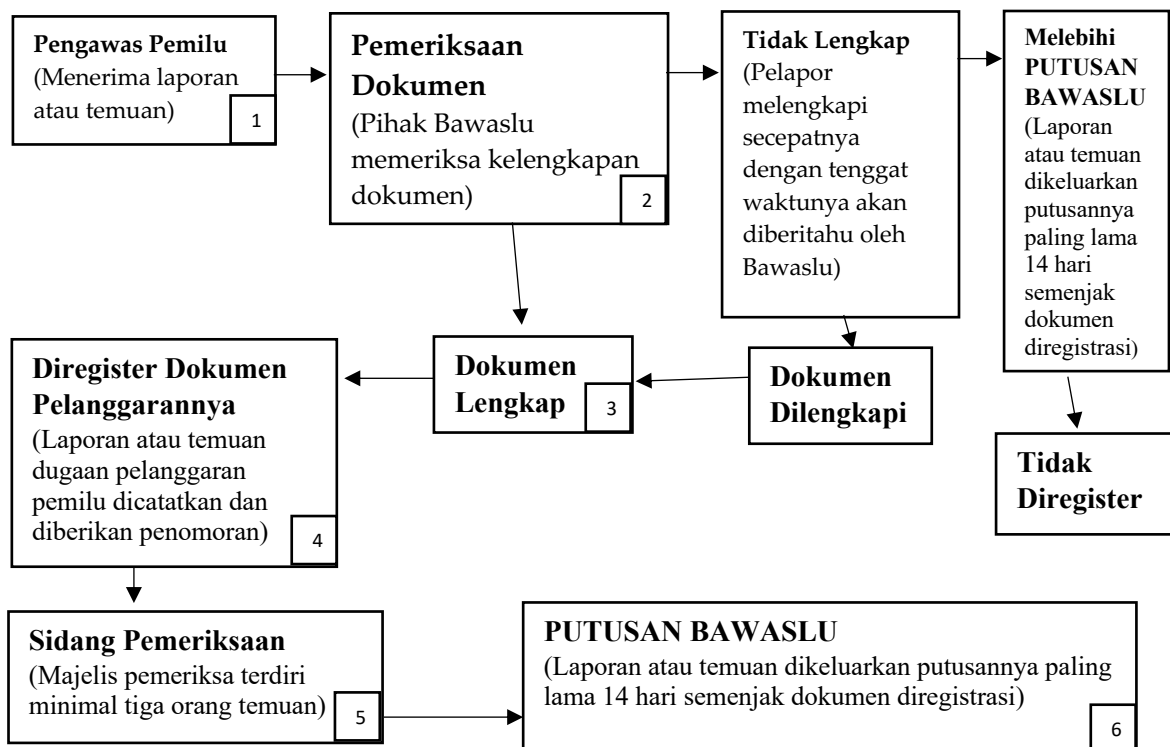 Pengawas Pemilu
(Menerima laporan
atau temuan)
1
Pemeriksaan
Dokumen
(Pihak Bawaslu
memeriksa kelengkapan
dokumen)
2
Tidak Lengkap
(Pelapor
melengkapi
secepatnya
dengan tenggat
waktunya akan
diberitahu oleh
Bawaslu)
Melebihi
PUTUSAN
BAWASLU
(Laporan
atau temuan
dikeluarkan
putusannya
paling lama
14 hari
semenjak
dokumen
diregistrasi)
Diregister Dokumen
Pelanggarannya
(Laporan atau temuan
dugaan pelanggaran
pemilu dicatatkan dan
diberikan penomoran)
4
Dokumen
Lengkap
3
Dokumen
Dilengkapi
Tidak
Diregister
Sidang Pemeriksaan
(Majelis pemeriksa terdiri
minimal tiga orang temuan)
5
PUTUSAN BAWASLU
(Laporan atau temuan dikeluarkan putusannya paling
lama 14 hari semenjak dokumen diregistrasi)
6